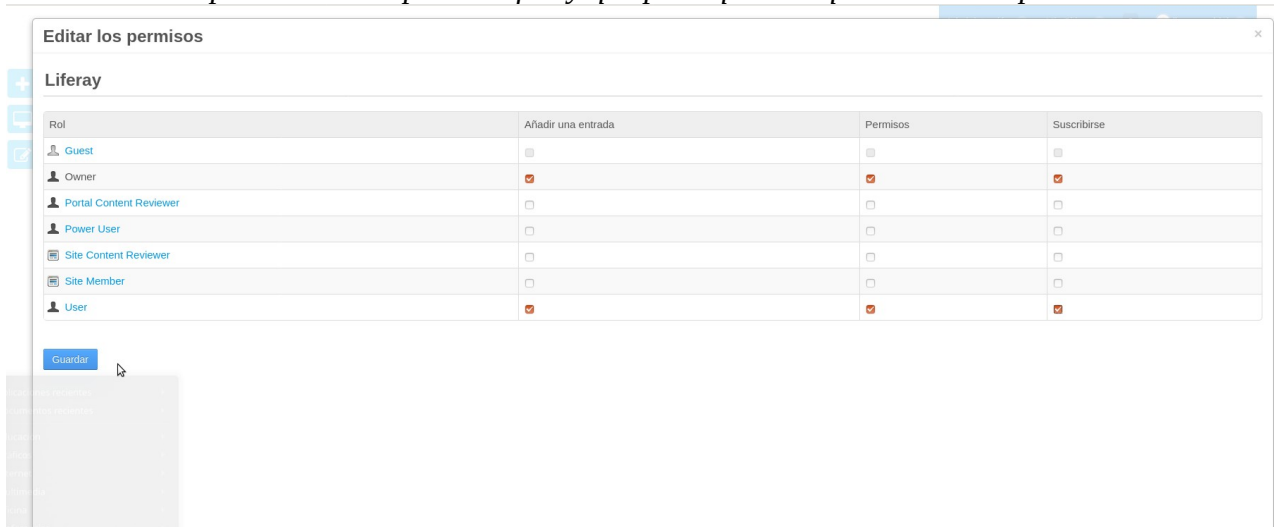 Editar los permisos
×
Liferay
Rol Añadir una entrada Permisos Suscribirse
Guest
Owner
Portal Content Reviewer
Power User
Site Content Reviewer
Site Member
User
Guardar